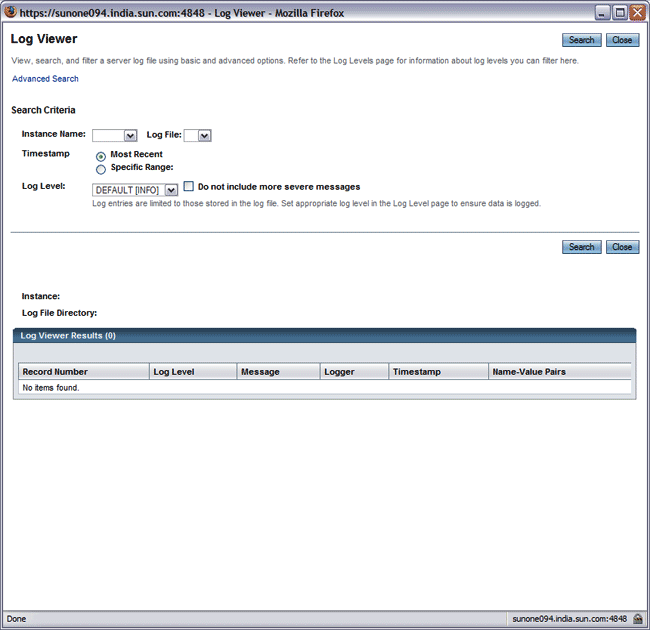 https://sunone094.india.sun.com:4848 - Log Viewer - Mozilla Firefox
Log Viewer
Search Close
View, search, and filter a server log file using basic and advanced options. Refer to the Log Levels page for information about log levels you can filter here.
Advanced Search
Search Criteria
Instance Name: Log File:
Timestamp Most Recent
Specific Range:
Log Level: DEFAULT [INFO] Do not include more severe messages
Log entries are limited to those stored in the log file. Set appropriate log level in the Log Level page to ensure data is logged.
Search Close
Instance:
Log File Directory:
Log Viewer Results (0)
Record Number Log Level Message Logger Timestamp Name-Value Pairs
No items found.
Done sunone094.india.sun.com:4848